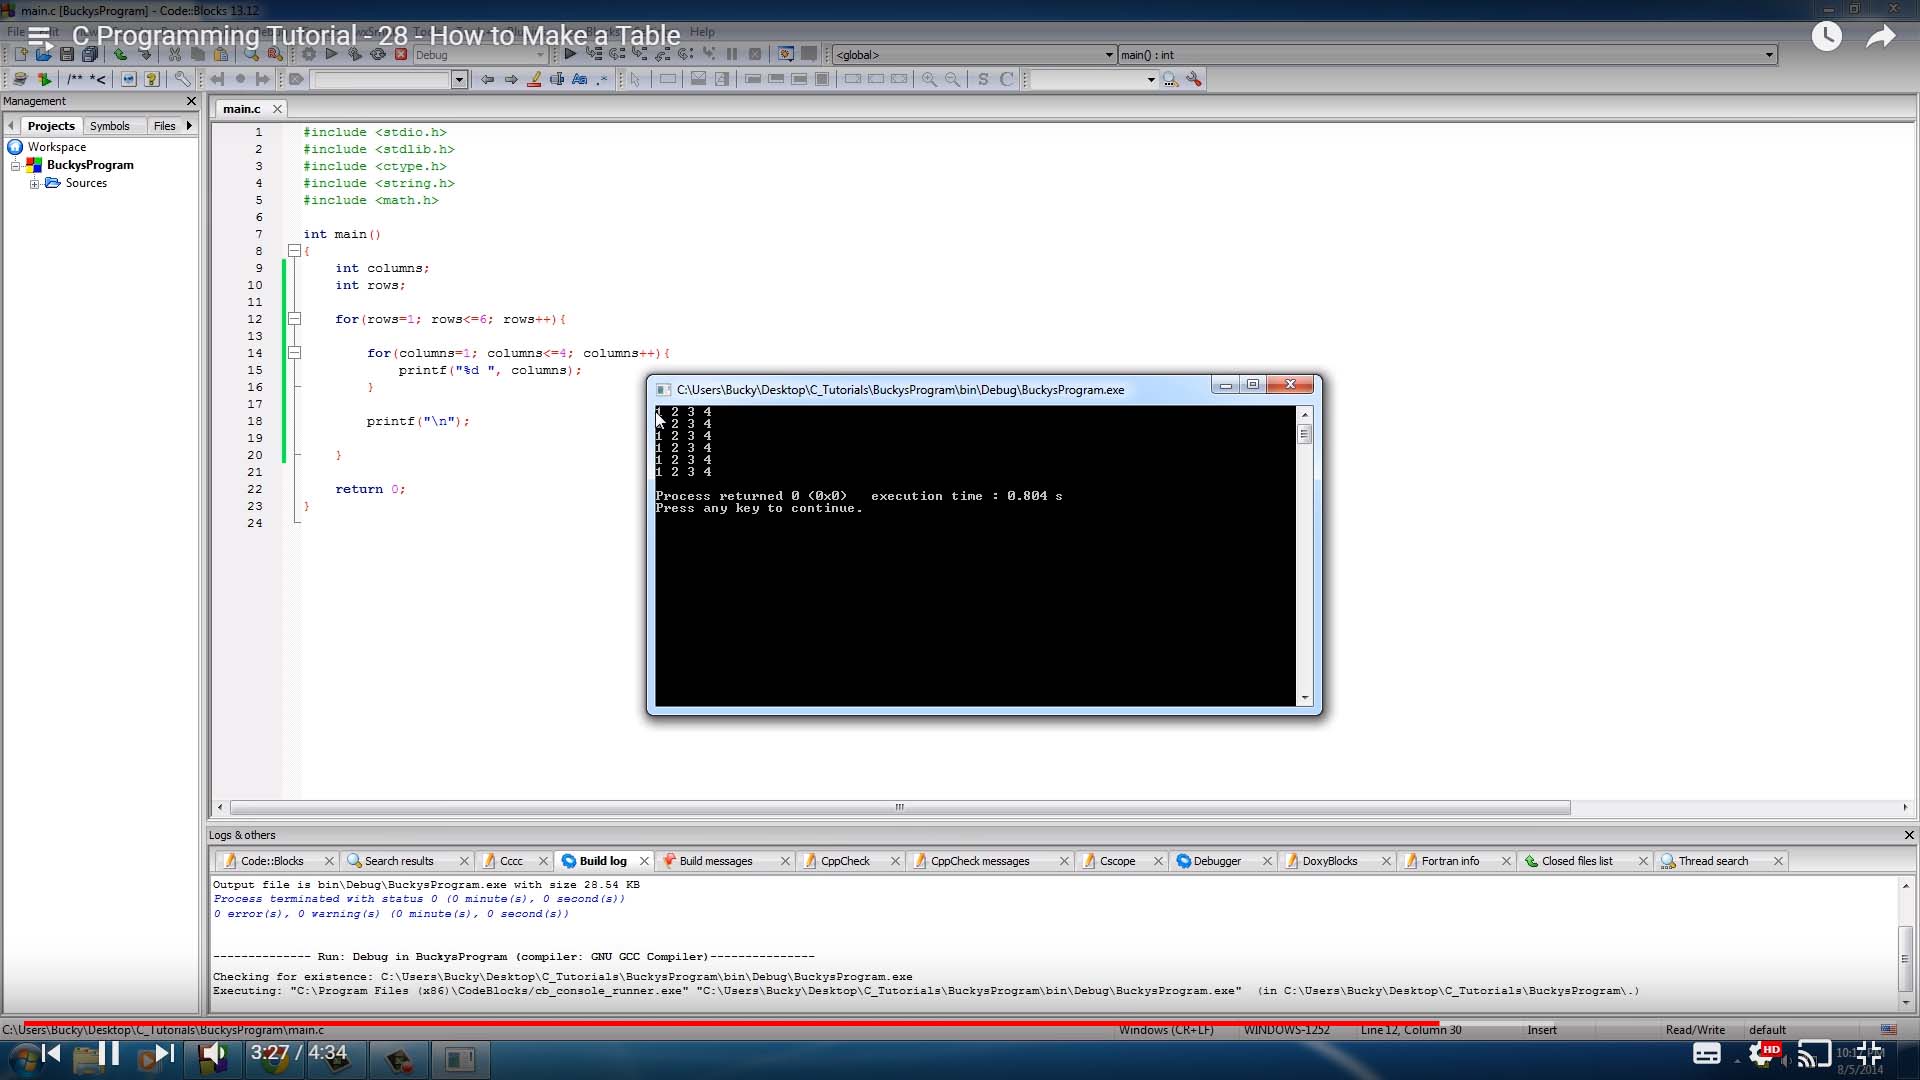 main.c [BuckysProgram] - Code::Blocks 13.12
C Programming Tutorial - 28 - How to Make a Table
File
Help
Debug
<global>
main() : int
/** *<
Management
main.c
Projects Symbols Files
Workspace
BuckysProgram
Sources
1 #include <stdio.h>
2 #include <stdlib.h>
3 #include <ctype.h>
4 #include <string.h>
5 #include <math.h>
6
7 int main()
8 {
9 int columns;
10 int rows;
11
12 for(rows=1; rows<=6; rows++){
13
14 for(columns=1; columns<=4; columns++){
15 printf("%d ", columns);
16 }
17
18 printf("\n");
19
20 }
21
22 return 0;
23 }
24
C:\Users\Bucky\Desktop\C_Tutorials\BuckysProgram\bin\Debug\BuckysProgram.exe
1 2 3 4
2 3 4
1 2 3 4
1 2 3 4
1 2 3 4
1 2 3 4
Process returned 0 (0x0) execution time : 0.804 s
Press any key to continue.
Logs & others
Code::Blocks Search results Cccc Build log Build messages CppCheck CppCheck messages Cscope Debugger DoxyBlocks Fortran info Closed files list Thread search
Output file is bin\Debug\BuckysProgram.exe with size 28.54 KB
Process terminated with status 0 (0 minute(s), 0 second(s))
0 error(s), 0 warning(s) (0 minute(s), 0 second(s))
-------------- Run: Debug in BuckysProgram (compiler: GNU GCC Compiler)---------------
Checking for existence: C:\Users\Bucky\Desktop\C_Tutorials\BuckysProgram\bin\Debug\BuckysProgram.exe
Executing: "C:\Program Files (x86)\CodeBlocks/cb_console_runner.exe" "C:\Users\Bucky\Desktop\C_Tutorials\BuckysProgram\bin\Debug\BuckysProgram.exe" (in C:\Users\Bucky\Desktop\C_Tutorials\BuckysProgram\.)
C:\Users\Bucky\Desktop\C_Tutorials\BuckysProgram\main.c Windows (CR+LF) WINDOWS-1252 Line 12, Column 30 Insert Read/Write default
3:27 / 4:34
HD
8/5/2014